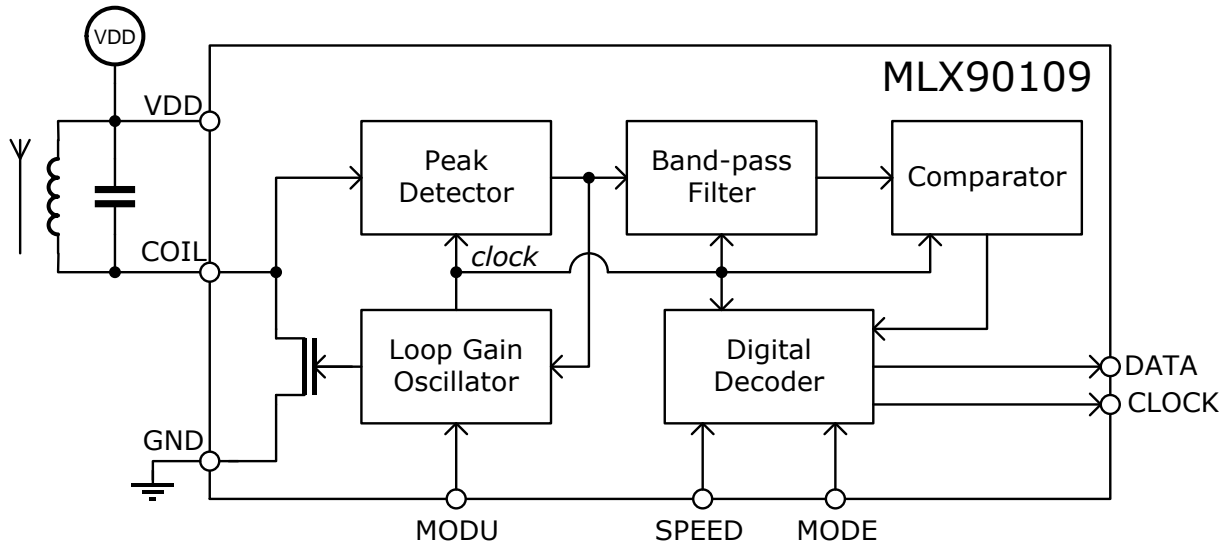 VDD
MLX90109
VDD
Peak
Detector
Band-pass
Filter
Comparator
COIL
clock
Loop Gain
Oscillator
Digital
Decoder
DATA
CLOCK
GND
MODU
SPEED
MODE